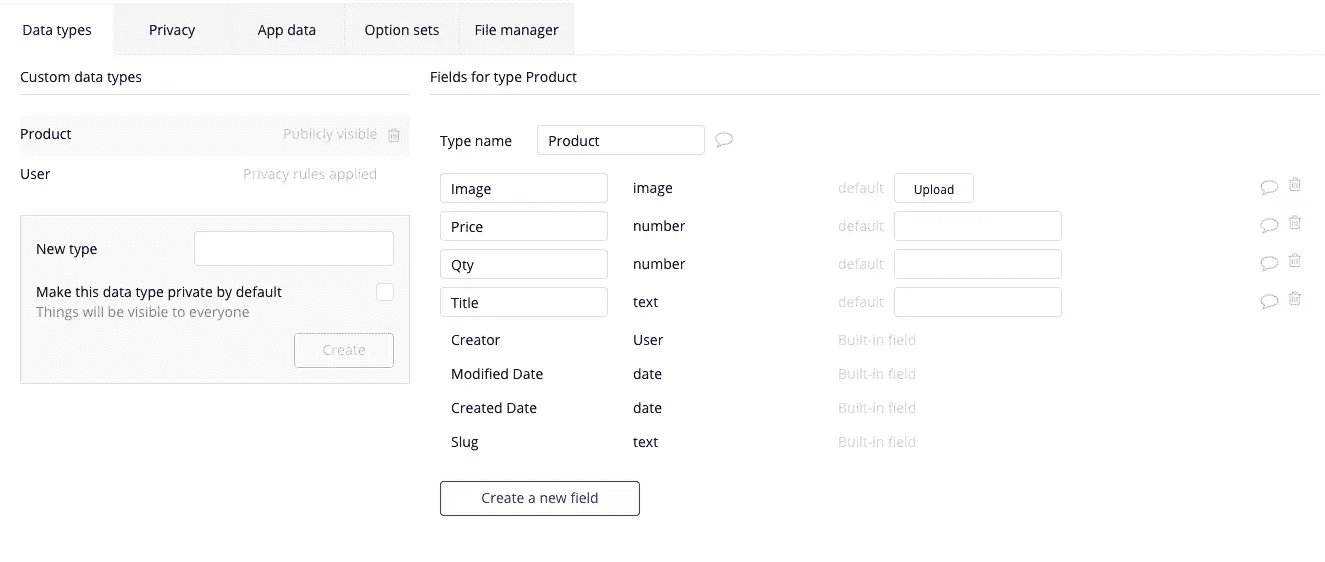 Data types Privacy App data Option sets File manager
Custom data types
Product Publicly visible
User Privacy rules applied
New type
Make this data type private by default
Things will be visible to everyone
Create
Fields for type Product
Type name Product
Image image default Upload
Price number default
Qty number default
Title text default
Creator User Built-in field
Modified Date date Built-in field
Created Date date Built-in field
Slug text Built-in field
Create a new field